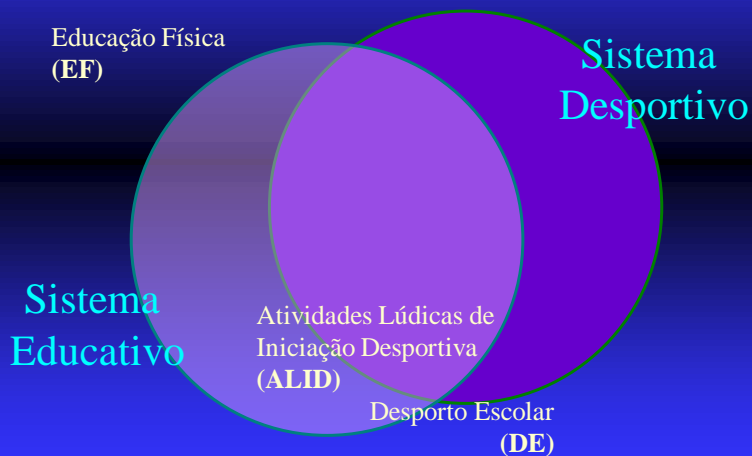 Educação Física
(EF)
Sistema
Desportivo
Sistema
Educativo
Atividades Lúdicas de
Iniciação Desportiva
(ALID)
Desporto Escolar
(DE)